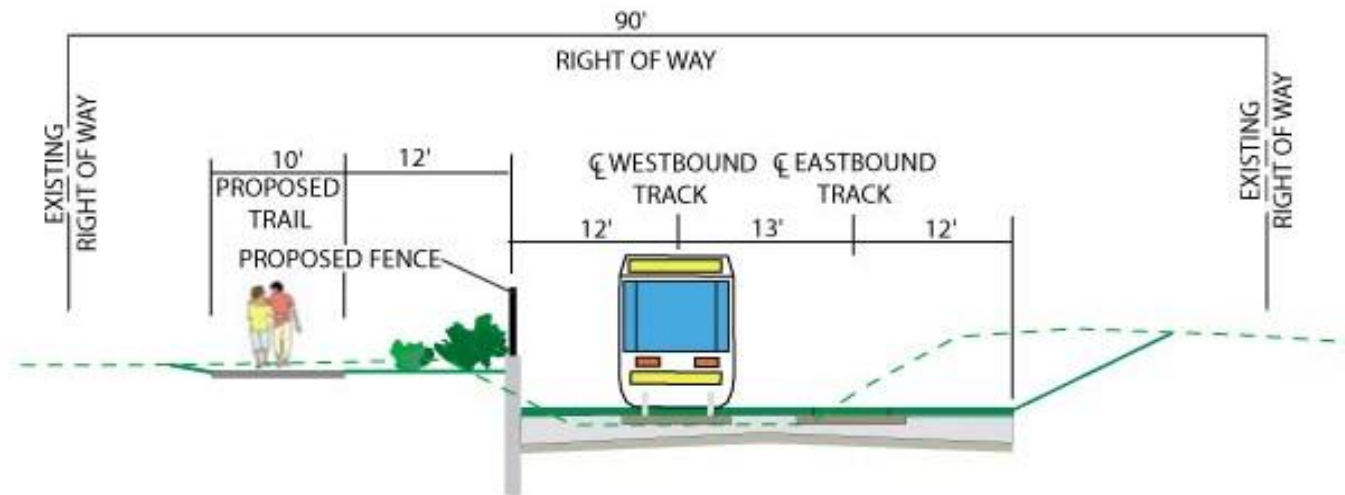 90'
RIGHT OF WAY
EXISTING
RIGHT OF WAY
10'
12'
PROPOSED
TRAIL
PROPOSED FENCE
℄ WESTBOUND
TRACK
℄ EASTBOUND
TRACK
12'
13'
12'
EXISTING
RIGHT OF WAY